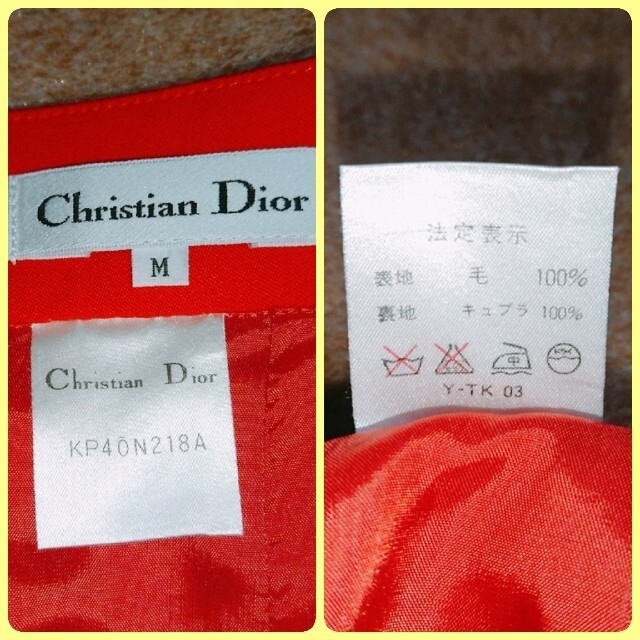 Christian Dior
M
Christian Dior
KP40N218A
法定表示
表地 毛 100%
裏地 キュプラ 100%
中
Y-TK 03